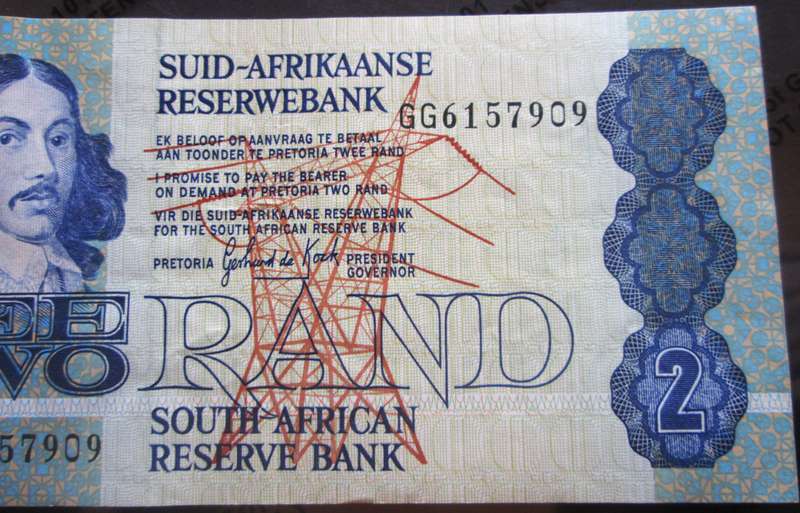 SUID-AFRIKAANSE
RESERWEBANK
GG6157909
EK BELOOF OP AANVRAAG TE BETAAL
AAN TOONDER TE PRETORIA TWEE RAND
I PROMISE TO PAY THE BEARER
ON DEMAND AT PRETORIA TWO RAND
VIR DIE SUID-AFRIKAANSE RESERWEBANK
FOR THE SOUTH AFRICAN RESERVE BANK
PRETORIA Gerhard de Kock PRESIDENT
GOVERNOR
EE
WO RAND
2
SOUTH-AFRICAN
RESERVE BANK
57909